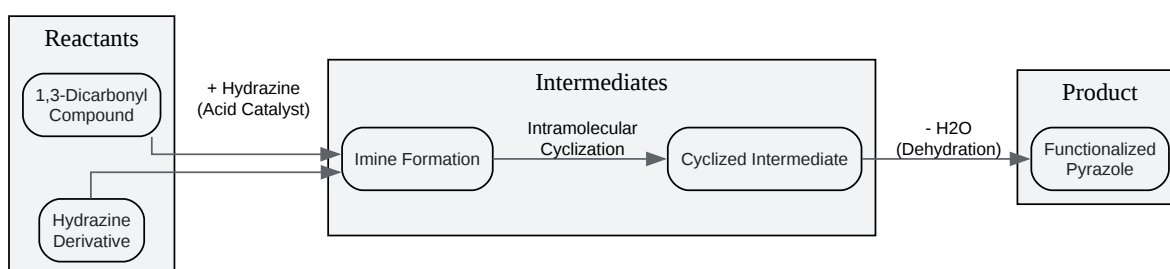 Reactants
1,3-Dicarbonyl
Compound
Hydrazine
Derivative
+ Hydrazine
(Acid Catalyst)
Intermediates
Imine Formation
Intramolecular
Cyclization
Cyclized Intermediate
- H2O
(Dehydration)
Product
Functionalized
Pyrazole